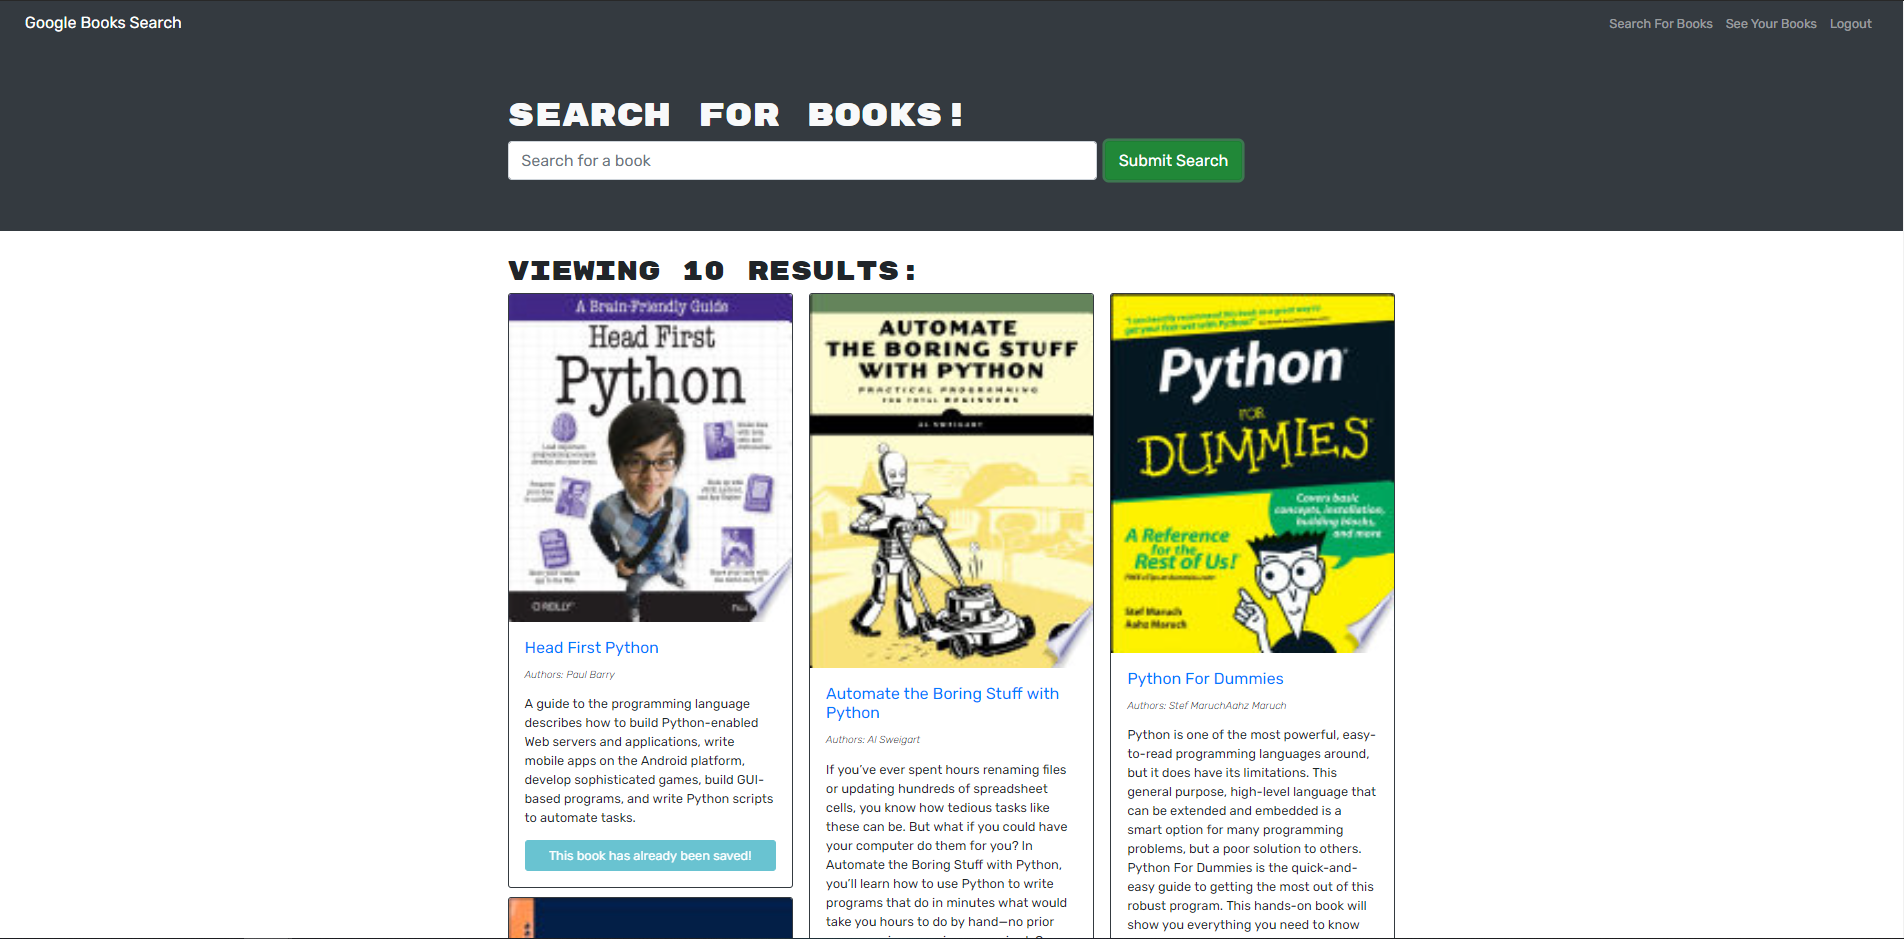 Google Books Search
Search For Books See Your Books Logout
SEARCH FOR BOOKS!
Search for a book
Submit Search
VIEWING 10 RESULTS:
A Brain-Friendly Guide
Head First
Python
O'REILLY
Head First Python
Authors: Paul Barry
A guide to the programming language
describes how to build Python-enabled
Web servers and applications, write
mobile apps on the Android platform,
develop sophisticated games, build GUI-
based programs, and write Python scripts
to automate tasks.
This book has already been saved!
AUTOMATE
THE BORING STUFF
WITH PYTHON
PRACTICAL PROGRAMMING
FOR TOTAL BEGINNERS
AL SWEIGART
Automate the Boring Stuff with
Python
Authors: Al Sweigart
If you’ve ever spent hours renaming files
or updating hundreds of spreadsheet
cells, you know how tedious tasks like
these can be. But what if you could have
your computer do them for you? In
Automate the Boring Stuff with Python,
you’ll learn how to use Python to write
programs that do in minutes what would
take you hours to do by hand—no prior
Python
FOR
DUMMIES
Covers basic
concepts, installation,
building blocks,
and more
A Reference
for the
Rest of Us!
Stef Maruch
Aahz Maruch
Python For Dummies
Authors: Stef MaruchAahz Maruch
Python is one of the most powerful, easy-
to-read programming languages around,
but it does have its limitations. This
general purpose, high-level language that
can be extended and embedded is a
smart option for many programming
problems, but a poor solution to others.
Python For Dummies is the quick-and-
easy guide to getting the most out of this
robust program. This hands-on book will
show you everything you need to know